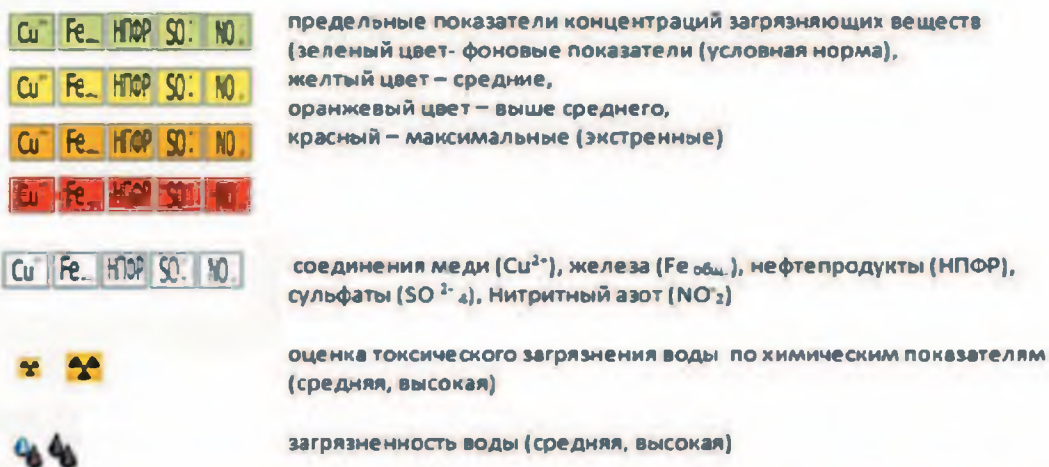 Cu Fe НПФР SO NO предельные показатели концентраций загрязняющих веществ
(зеленый цвет- фоновые показатели (условная норма),
Cu Fe НПФР SO NO желтый цвет – средние,
оранжевый цвет – выше среднего,
Cu Fe НПФР SO NO красный – максимальные (экстренные)
Cu Fe
Cu Fe НПФР SO NO соединения меди (Cu²⁺), железа (Fe общ.), нефтепродукты (НПФР),
сульфаты (SO ²⁻ ₄), Нитритный азот (NO⁻₂)
оценка токсического загрязнения воды по химическим показателям
(средняя, высокая)
загрязненность воды (средняя, высокая)